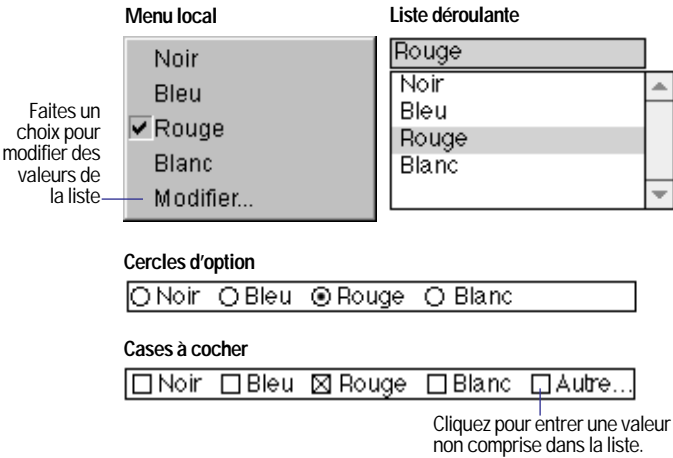 Menu local
Noir
Bleu
Rouge
Blanc
Modifier...
Faites un
choix pour
modifier des
valeurs de
la liste
Liste déroulante
Rouge
Noir
Bleu
Rouge
Blanc
Cercles d'option
Noir Bleu Rouge Blanc
Cases à cocher
Noir Bleu Rouge Blanc Autre...
Cliquez pour entrer une valeur
non comprise dans la liste.